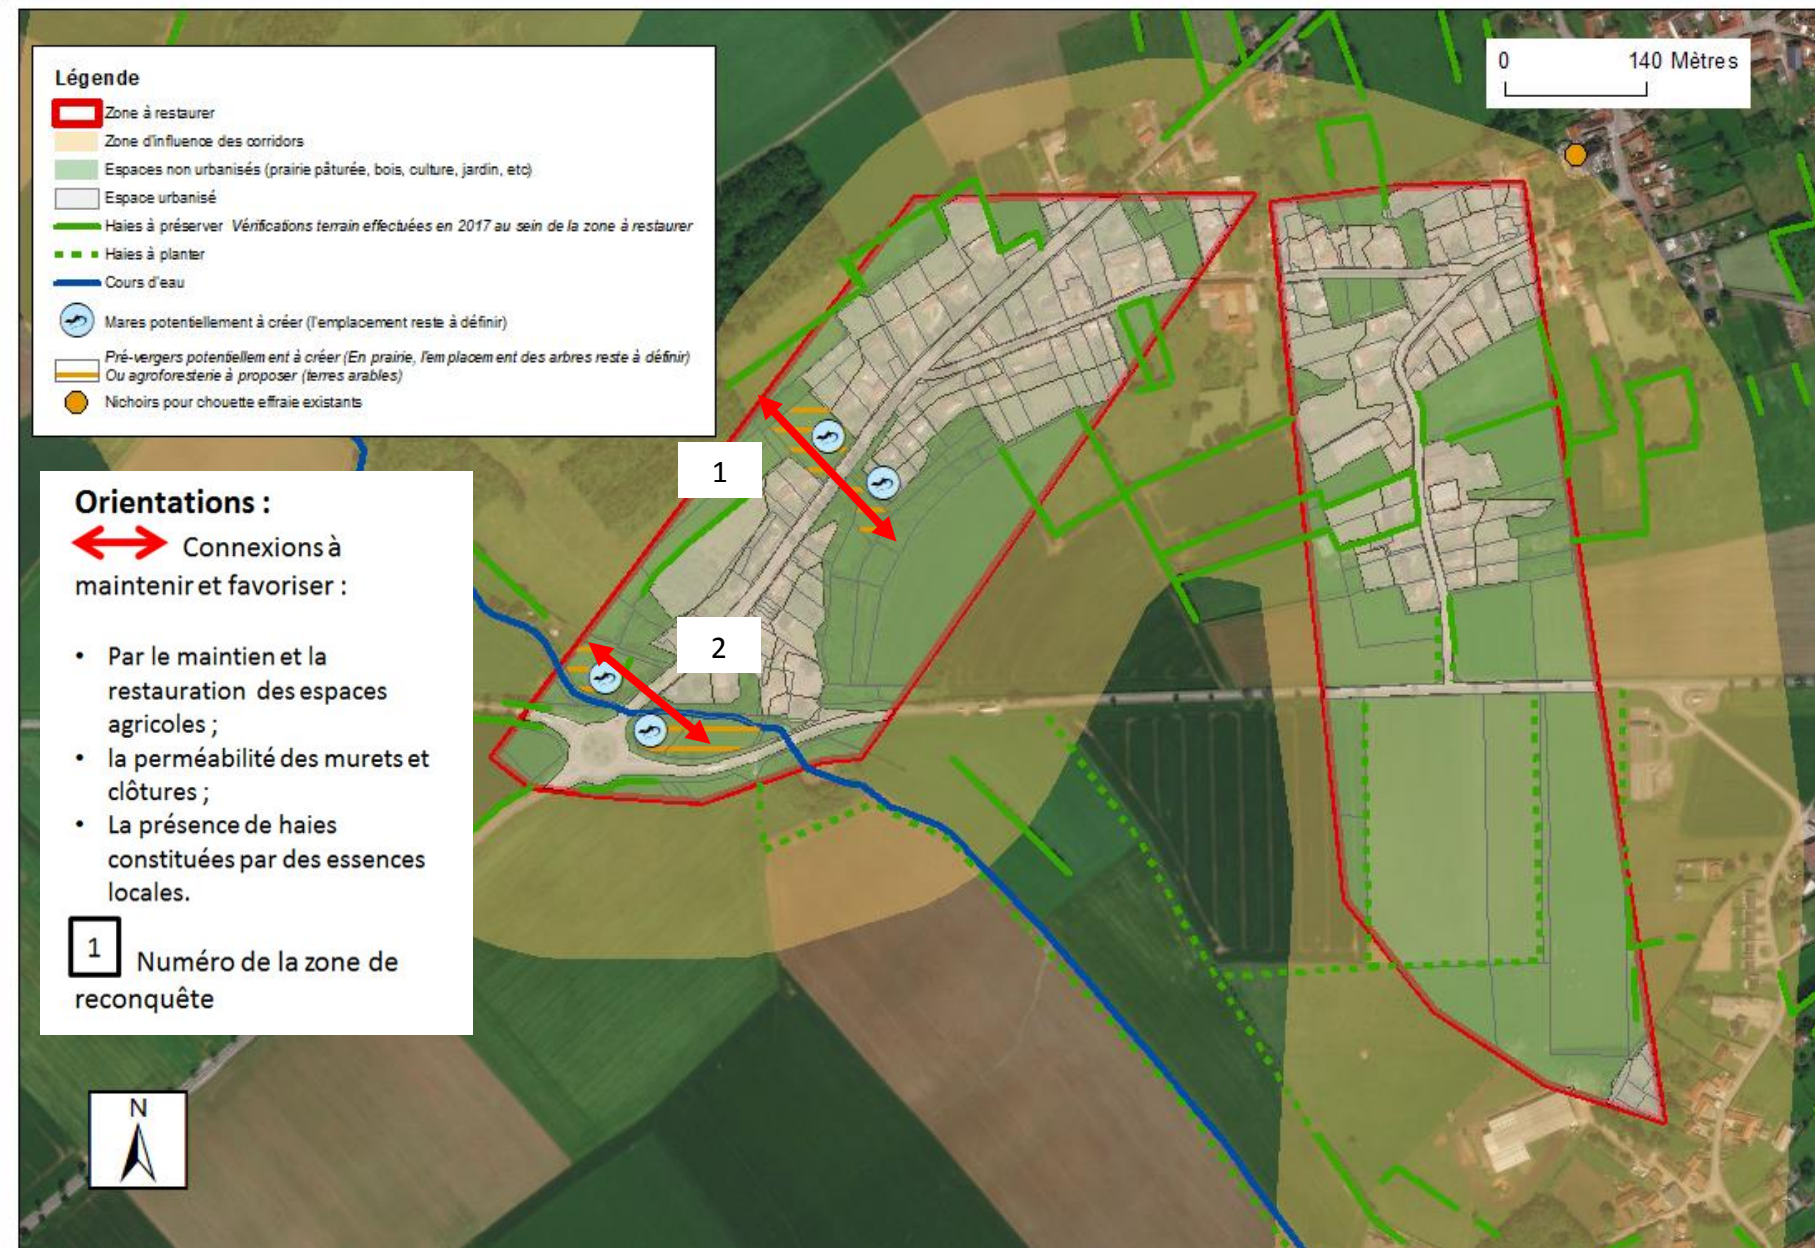 Légende
Zone à restaurer
Zone d'influence des corridors
Espaces non urbanisés (prairie pâturée, bois, culture, jardin, etc)
Espace urbanisé
Haies à préserver Vérifications terrain effectuées en 2017 au sein de la zone à restaurer
Haies à planter
Cours d'eau
Mares potentiellement à créer (l'emplacement reste à définir)
Pré-vergers potentiellement à créer (En prairie, l'emplacement des arbres reste à définir)
Ou agroforesterie à proposer (terres arables)
Nichoirs pour chouette effraie existants
0 140 Mètres
Orientations :
Connexions à
maintenir et favoriser :
• Par le maintien et la
restauration des espaces
agricoles ;
• la perméabilité des murets et
clôtures ;
• La présence de haies
constituées par des essences
locales.
1 Numéro de la zone de
reconquête
1
2
N